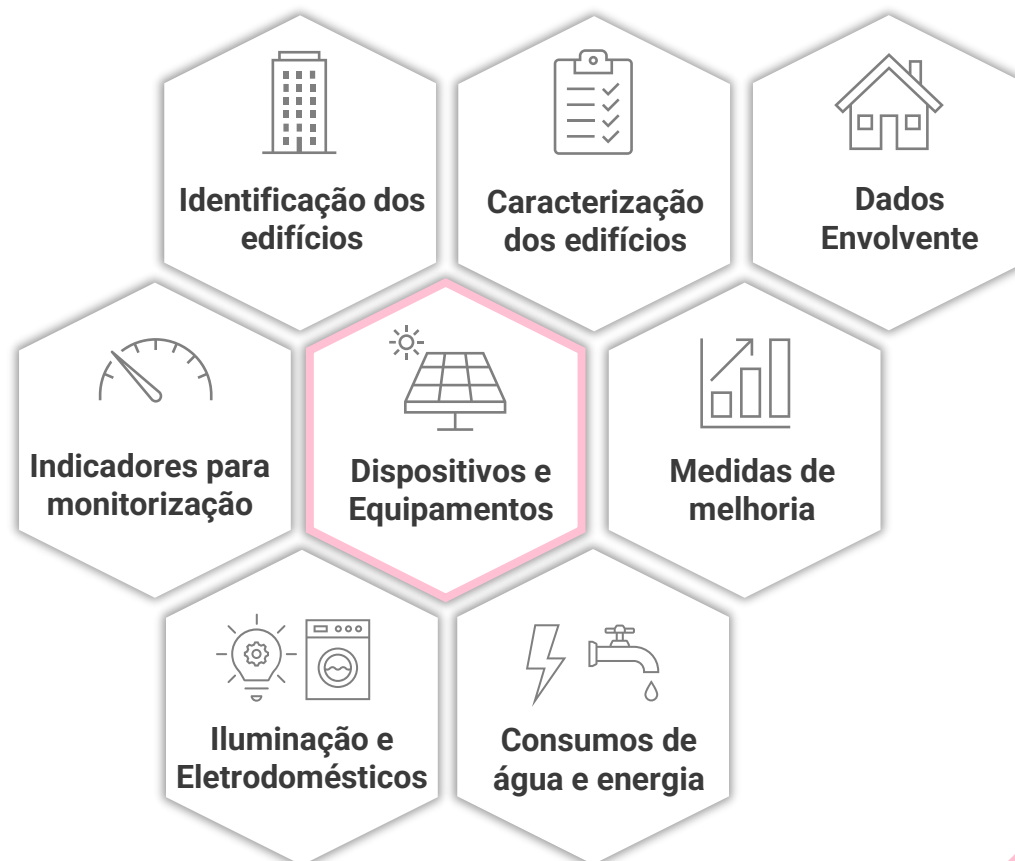 Identificação dos
edifícios
Caracterização
dos edifícios
Dados
Envolvente
Indicadores para
monitorização
Dispositivos e
Equipamentos
Medidas de
melhoria
Iluminação e
Eletrodomésticos
Consumos de
água e energia